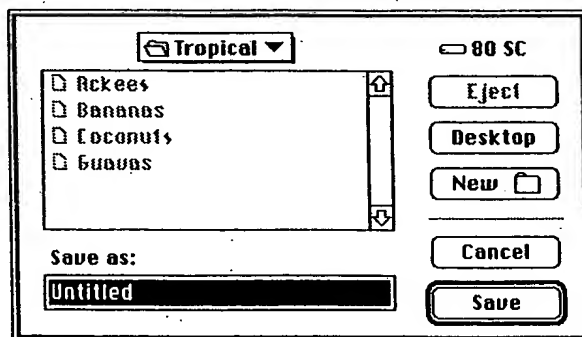 Tropical
80 SC
Ackees
Bananas
Coconuts
Guavas
Eject
Desktop
New
Save as:
Untitled
Cancel
Save